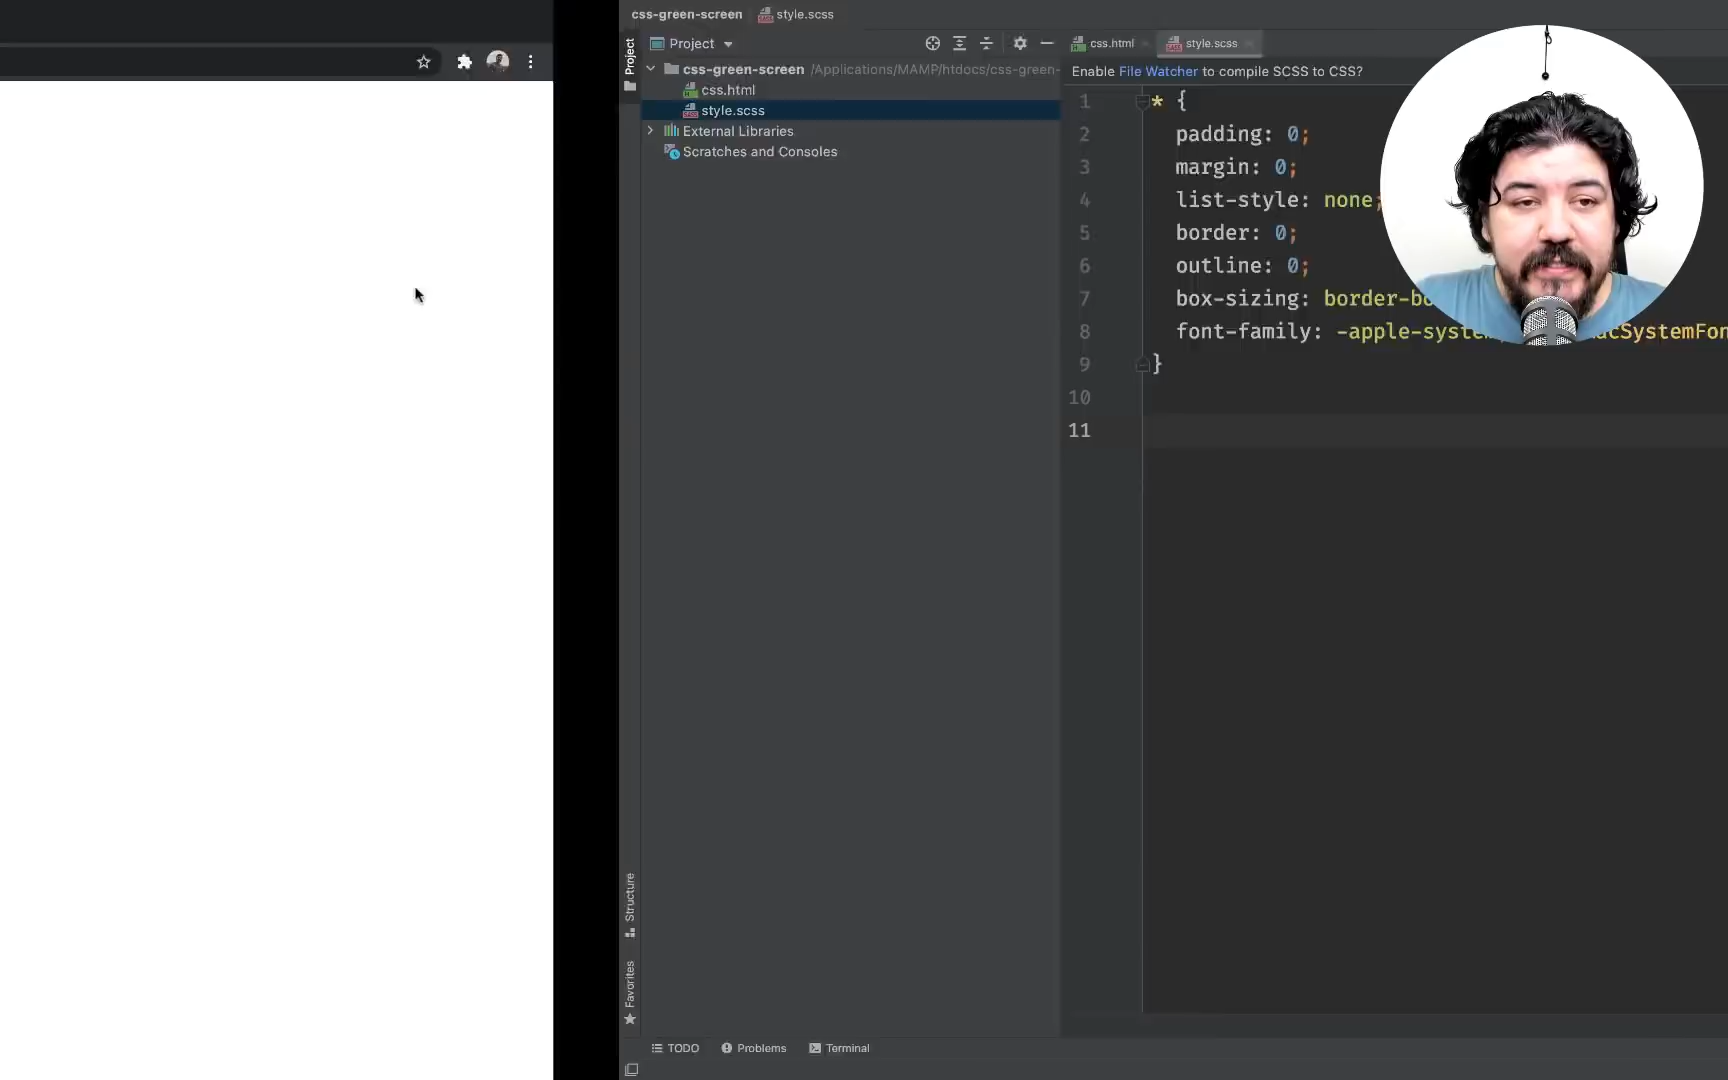 css-green-screen
style.scss
Project
Project
css.html
style.scss
css-green-screen /Applications/MAMP/htdocs/css-green-
css.html
style.scss
External Libraries
Scratches and Consoles
Enable File Watcher to compile SCSS to CSS?
1 * {
2 padding: 0;
3 margin: 0;
4 list-style: none;
5 border: 0;
6 outline: 0;
7 box-sizing: border-bo
8 font-family: -apple-system acSystemFon
9 }
10
11
Structure
Favorites
TODO
Problems
Terminal